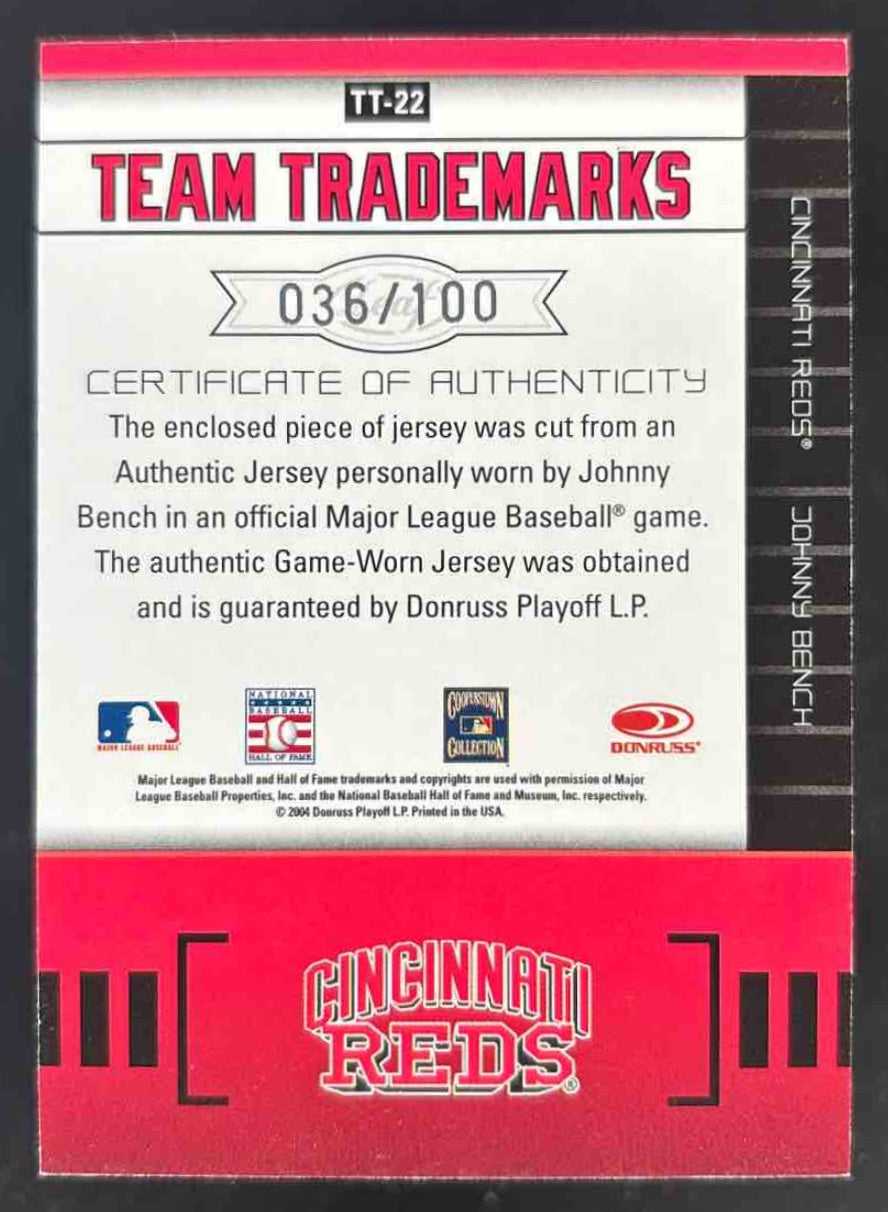 TT-22
TEAM TRADEMARKS
Leaf
036/100
CERTIFICATE OF AUTHENTICITY
The enclosed piece of jersey was cut from an
Authentic Jersey personally worn by Johnny
Bench in an official Major League Baseball® game.
The authentic Game-Worn Jersey was obtained
and is guaranteed by Donruss Playoff L.P.
MAJOR LEAGUE BASEBALL
NATIONAL
BASEBALL
HALL OF FAME
COOPERSTOWN
COLLECTION
DONRUSS®
Major League Baseball and Hall of Fame trademarks and copyrights are used with permission of Major
League Baseball Properties, Inc. and the National Baseball Hall of Fame and Museum, Inc. respectively.
© 2004 Donruss Playoff L.P. Printed in the USA.
CINCINNATI REDS® JOHNNY BENCH
CINCINNATI
REDS®